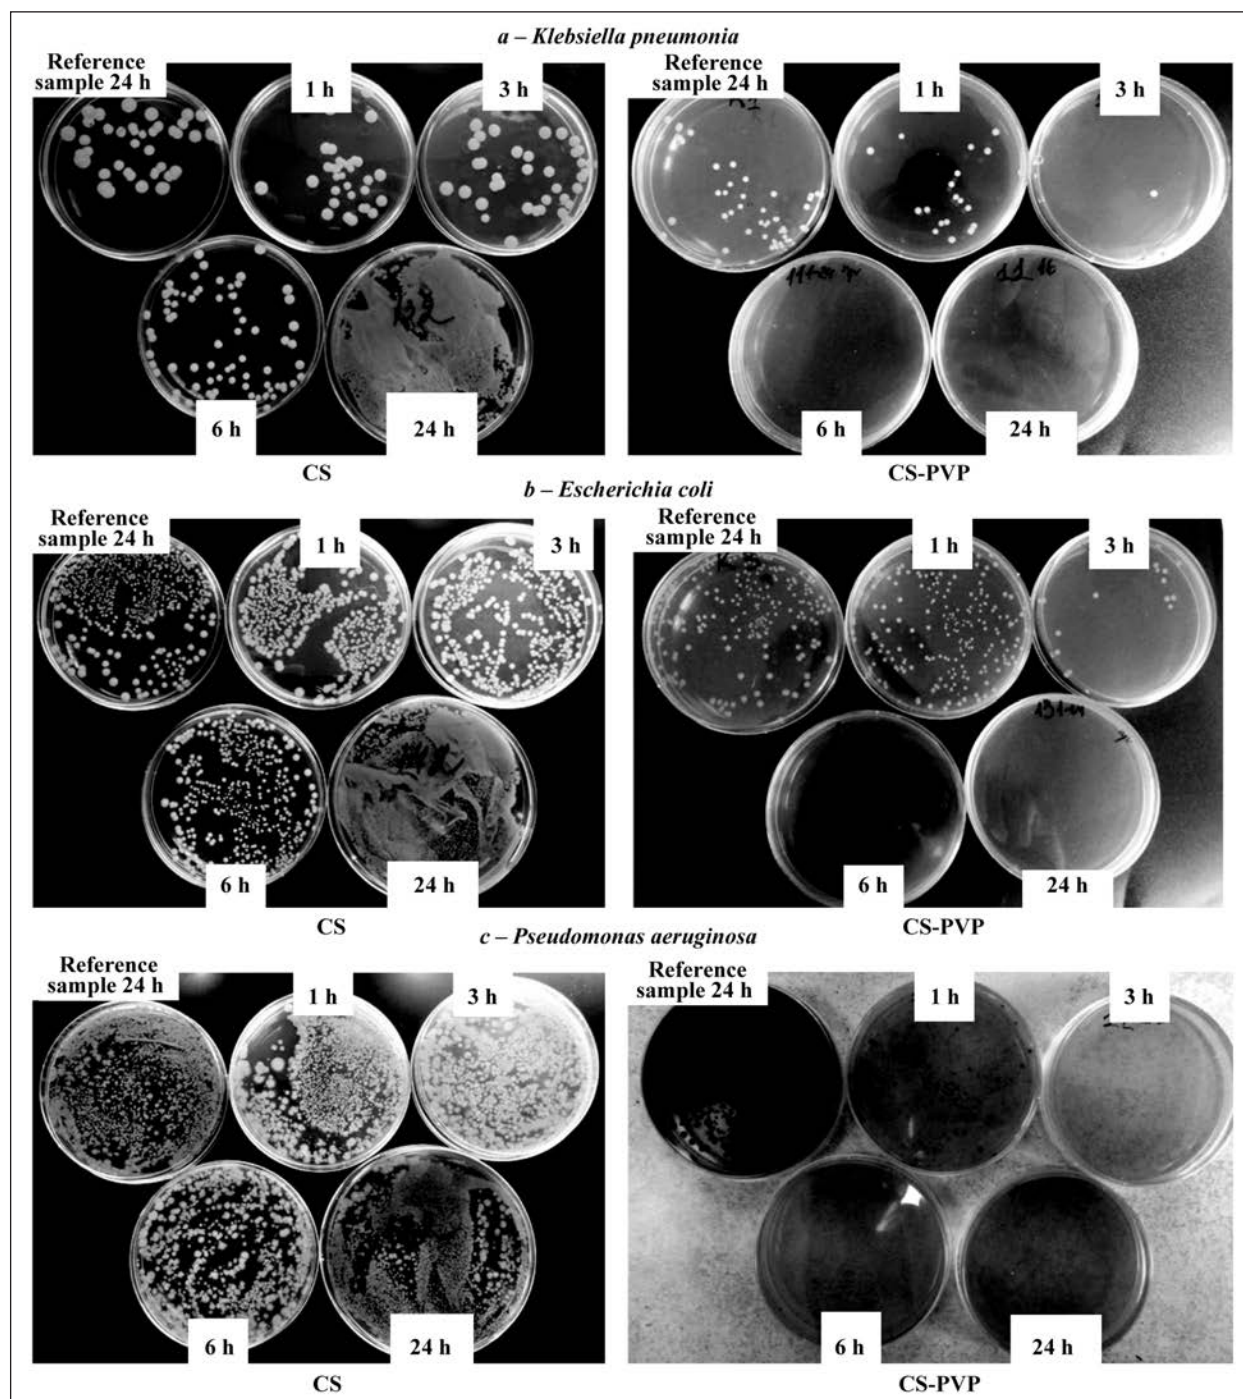 a – Klebsiella pneumonia
Reference
sample 24 h
1 h
3 h
6 h
24 h
CS
Reference
sample 24 h
1 h
3 h
6 h
24 h
CS-PVP
b – Escherichia coli
Reference
sample 24 h
1 h
3 h
6 h
24 h
CS
Reference
sample 24 h
1 h
3 h
6 h
24 h
CS-PVP
c – Pseudomonas aeruginosa
Reference
sample 24 h
1 h
3 h
6 h
24 h
CS
Reference
sample 24 h
1 h
3 h
6 h
24 h
CS-PVP